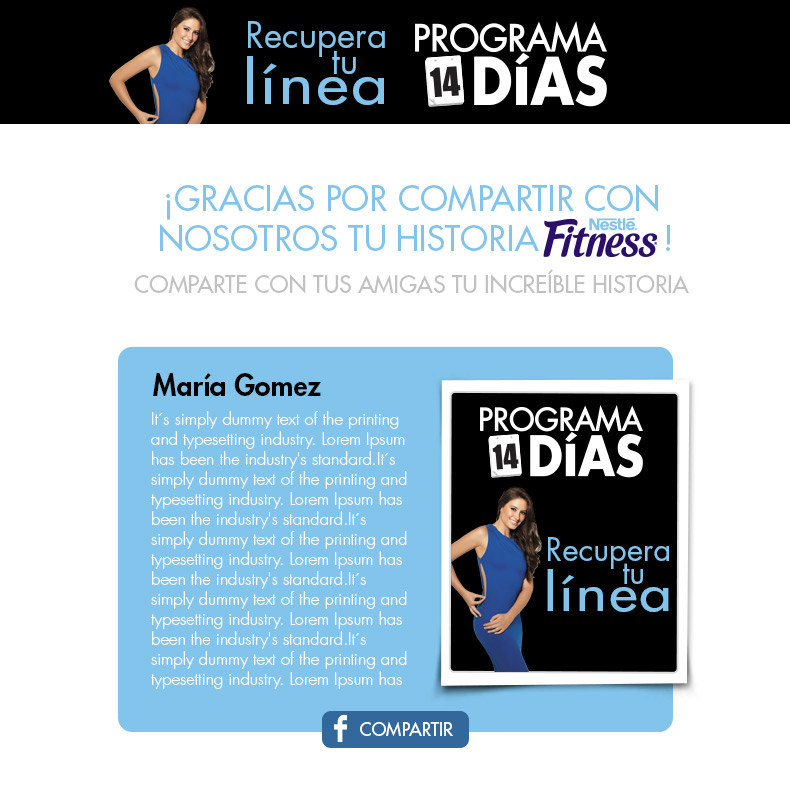 Recupera
tu
línea
PROGRAMA
14 DÍAS
¡GRACIAS POR COMPARTIR CON
NOSOTROS TU HISTORIA Nestlé Fitness !
COMPARTE CON TUS AMIGAS TU INCREÍBLE HISTORIA
María Gomez
It´s simply dummy text of the printing
and typesetting industry. Lorem Ipsum
has been the industry's standard.It´s
simply dummy text of the printing and
typesetting industry. Lorem Ipsum has
been the industry's standard.It´s
simply dummy text of the printing and
typesetting industry. Lorem Ipsum has
been the industry's standard.It´s
simply dummy text of the printing and
typesetting industry. Lorem Ipsum has
been the industry's standard.It´s
simply dummy text of the printing and
typesetting industry. Lorem Ipsum has
PROGRAMA
14 DÍAS
Recupera
tu
línea
f COMPARTIR